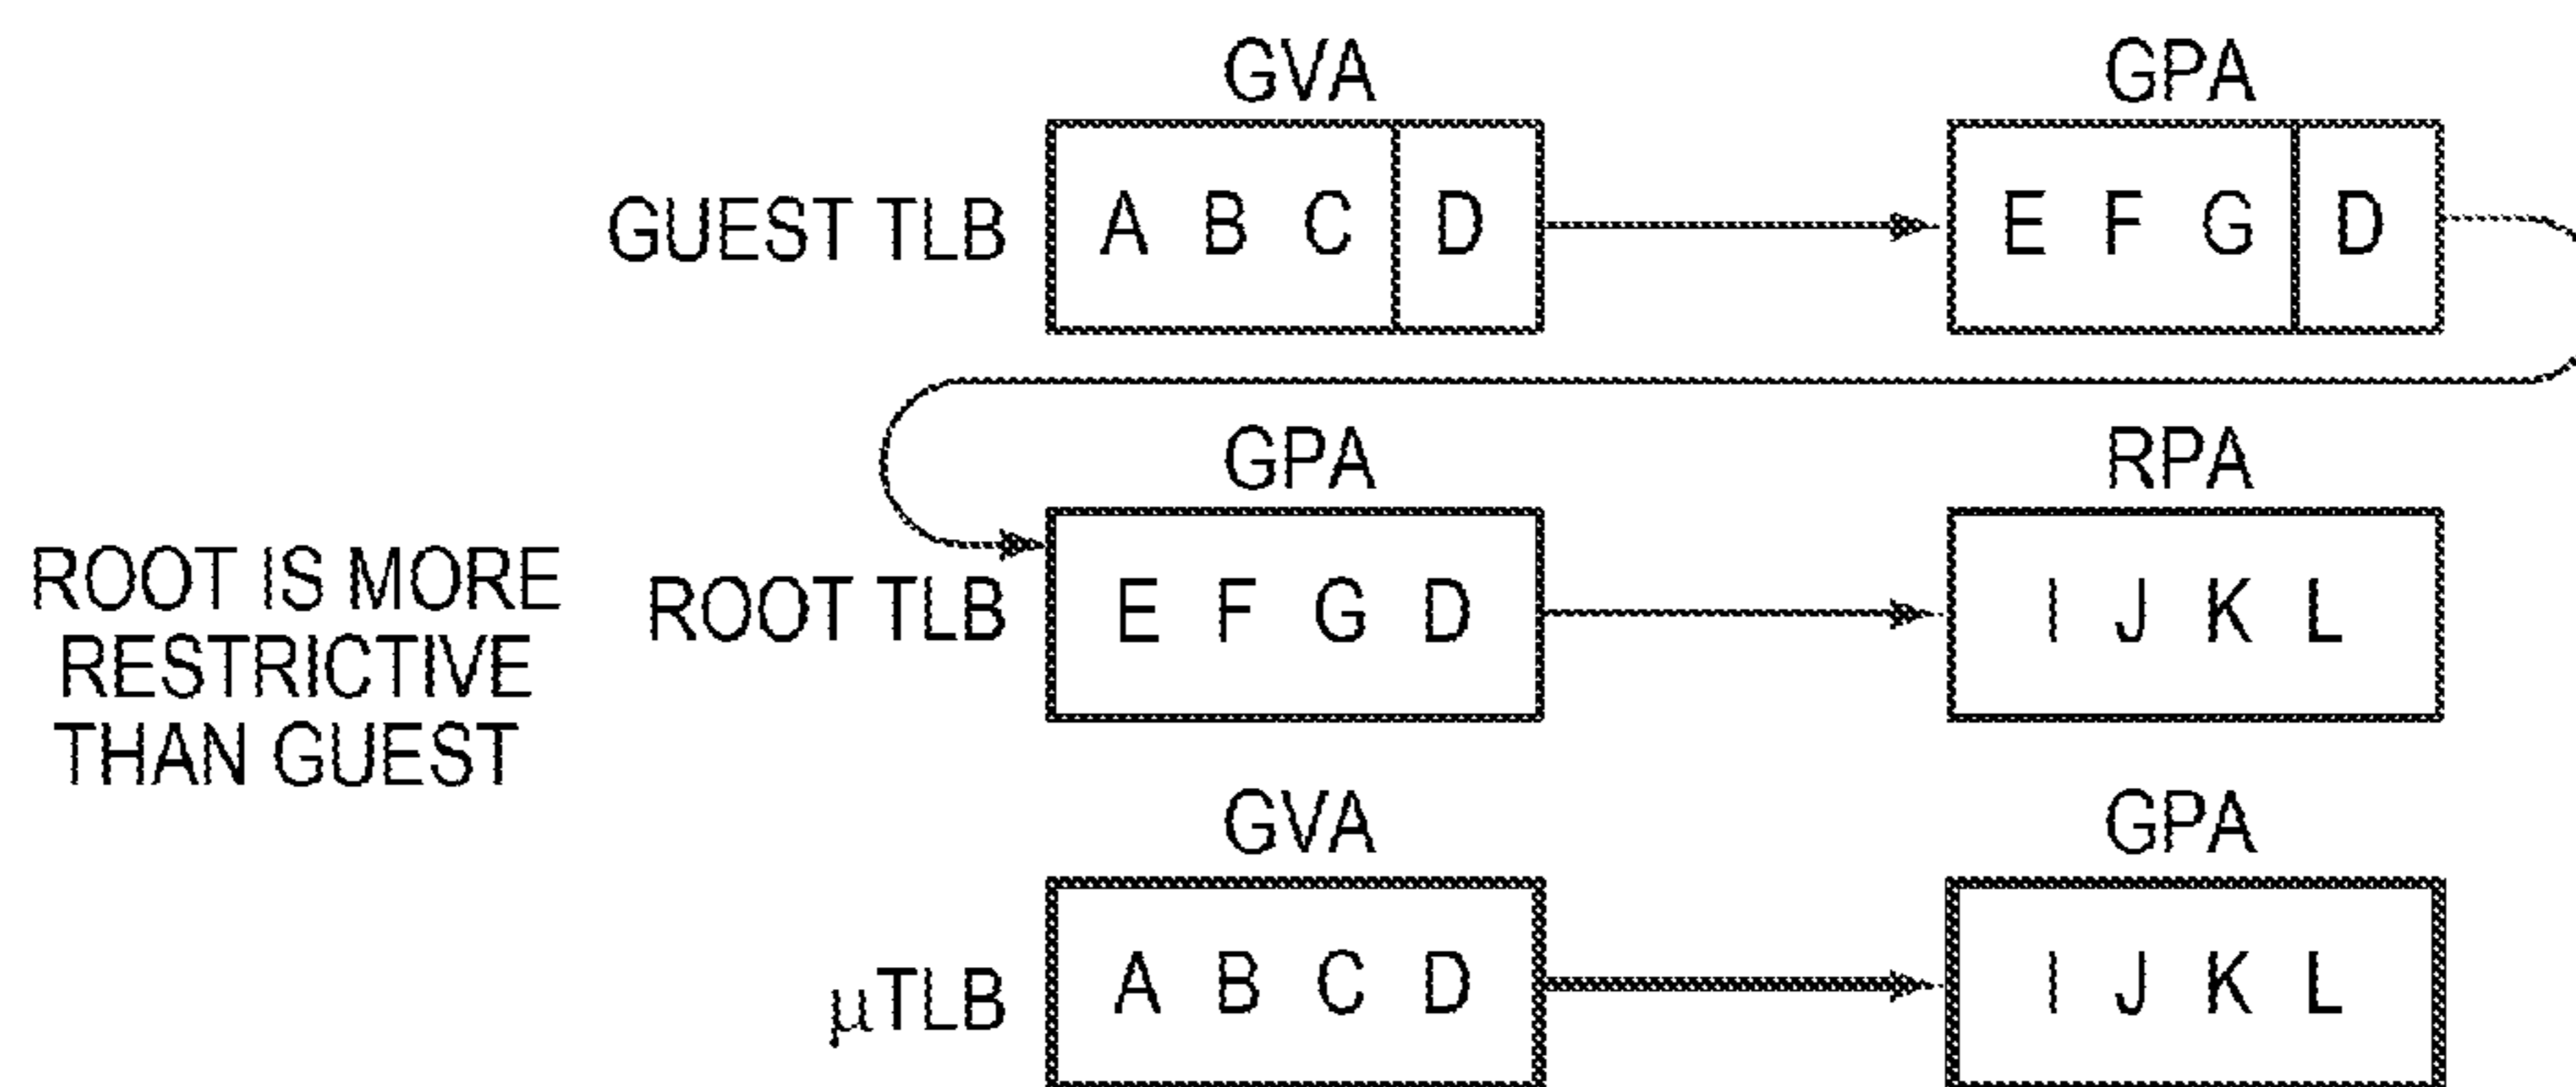 GVA GPA
GUEST TLB A B C D E F G D
GPA RPA
ROOT IS MORE
RESTRICTIVE
THAN GUEST
ROOT TLB E F G D I J K L
GVA GPA
µTLB A B C D I J K L